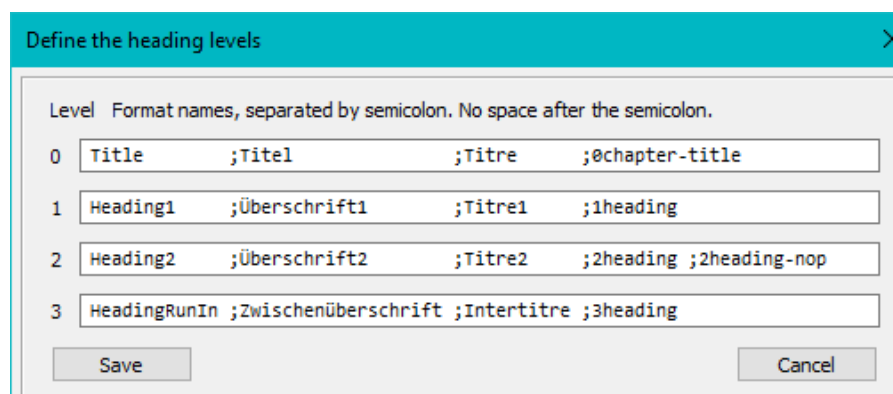 Define the heading levels
Level Format names, separated by semicolon. No space after the semicolon.
0 Title ;Titel ;Titre ;0chapter-title
1 Heading1 ;Überschrift1 ;Titre1 ;1heading
2 Heading2 ;Überschrift2 ;Titre2 ;2heading ;2heading-nop
3 HeadingRunIn ;Zwischenüberschrift ;Intertitre ;3heading
Save Cancel